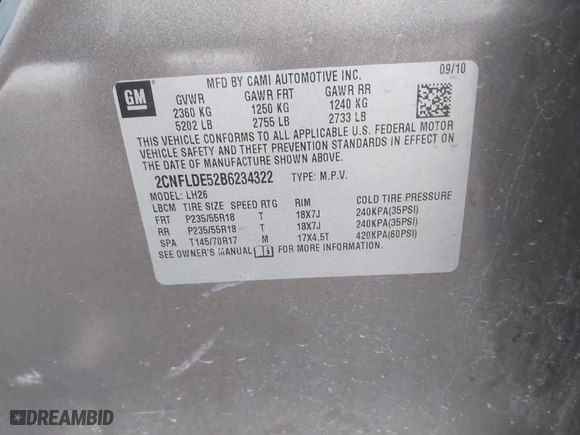 GM
MFD BY CAMI AUTOMOTIVE INC.
09/10
GVWR GAWR FRT GAWR RR
2360 KG 1250 KG 1240 KG
5202 LB 2755 LB 2733 LB
THIS VEHICLE CONFORMS TO ALL APPLICABLE U.S. FEDERAL MOTOR
VEHICLE SAFETY AND THEFT PREVENTION STANDARDS IN EFFECT ON
THE DATE OF MANUFACTURE SHOWN ABOVE.
2CNFLDE52B6234322 TYPE: M.P.V.
MODEL: LH26
LBCM TIRE SIZE SPEED RTG RIM COLD TIRE PRESSURE
FRT P235/55R18 T 18X7J 240KPA(35PSI)
RR P235/55R18 T 18X7J 240KPA(35PSI)
SPA T145/70R17 M 17X4.5T 420KPA(60PSI)
SEE OWNER'S MANUAL FOR MORE INFORMATION
DREAMBID